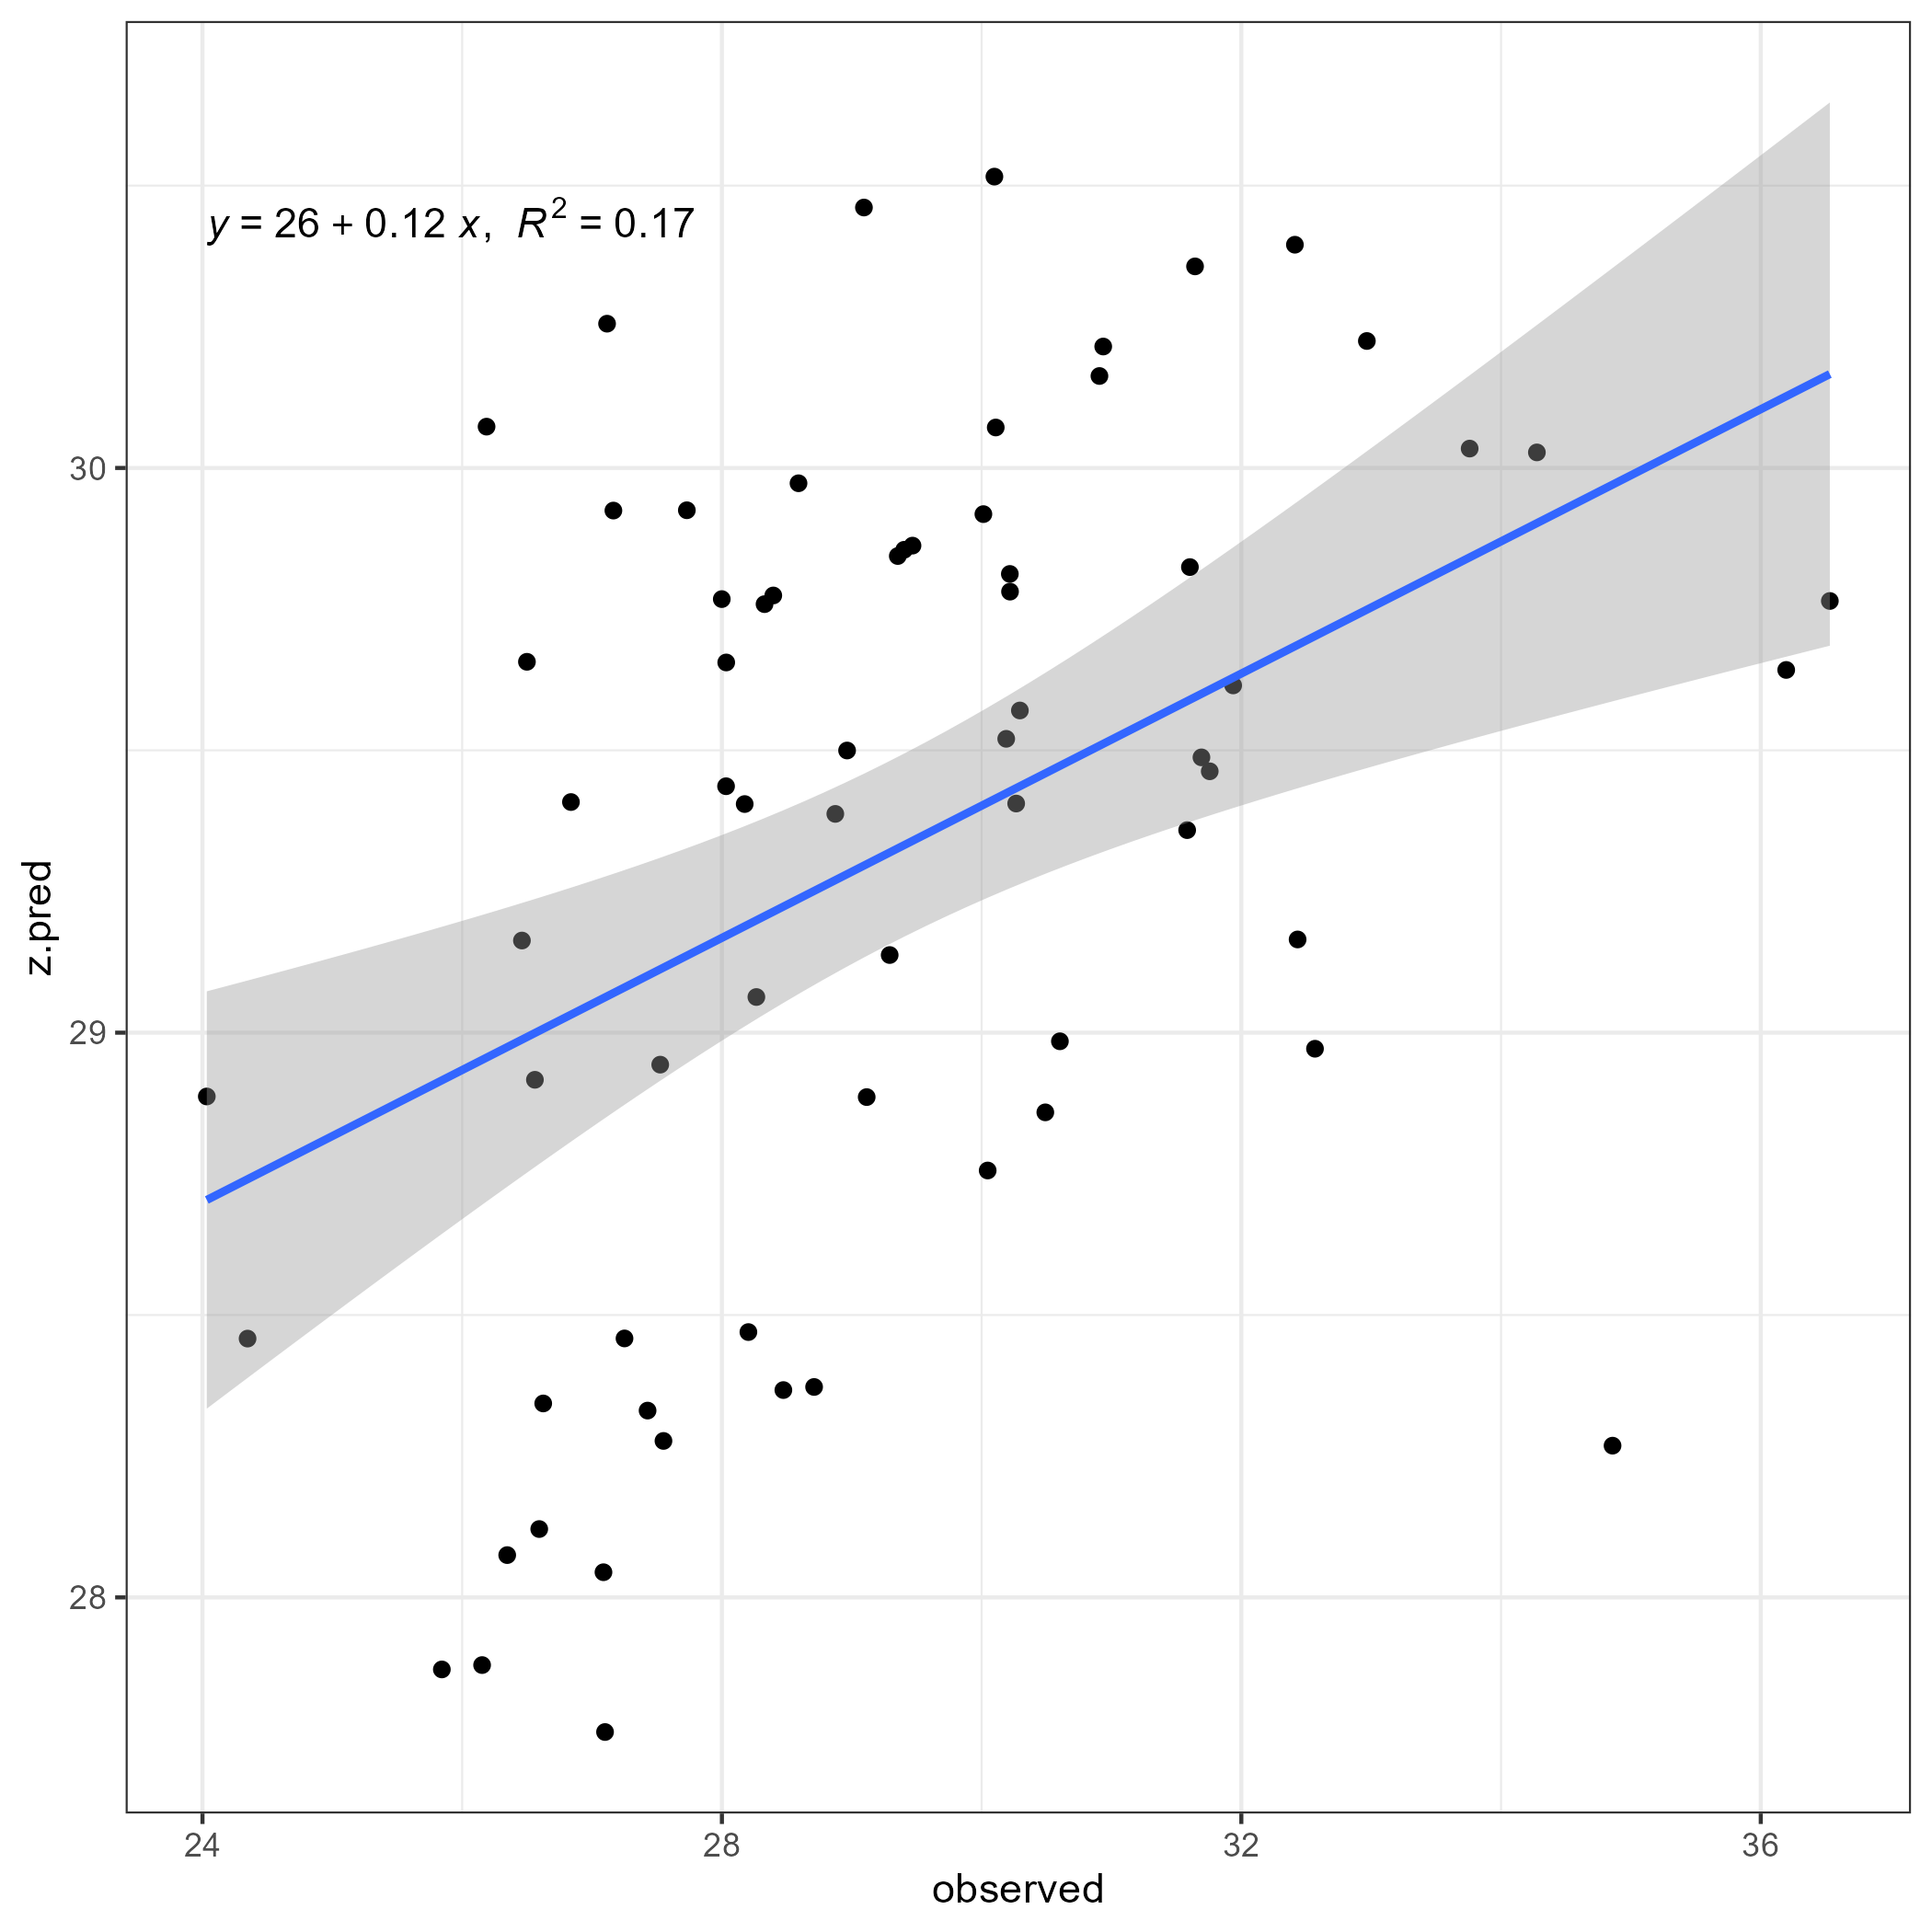 y = 26 + 0.12 x, R² = 0.17
30
29
28
z.pred
24 28 32 36
observed